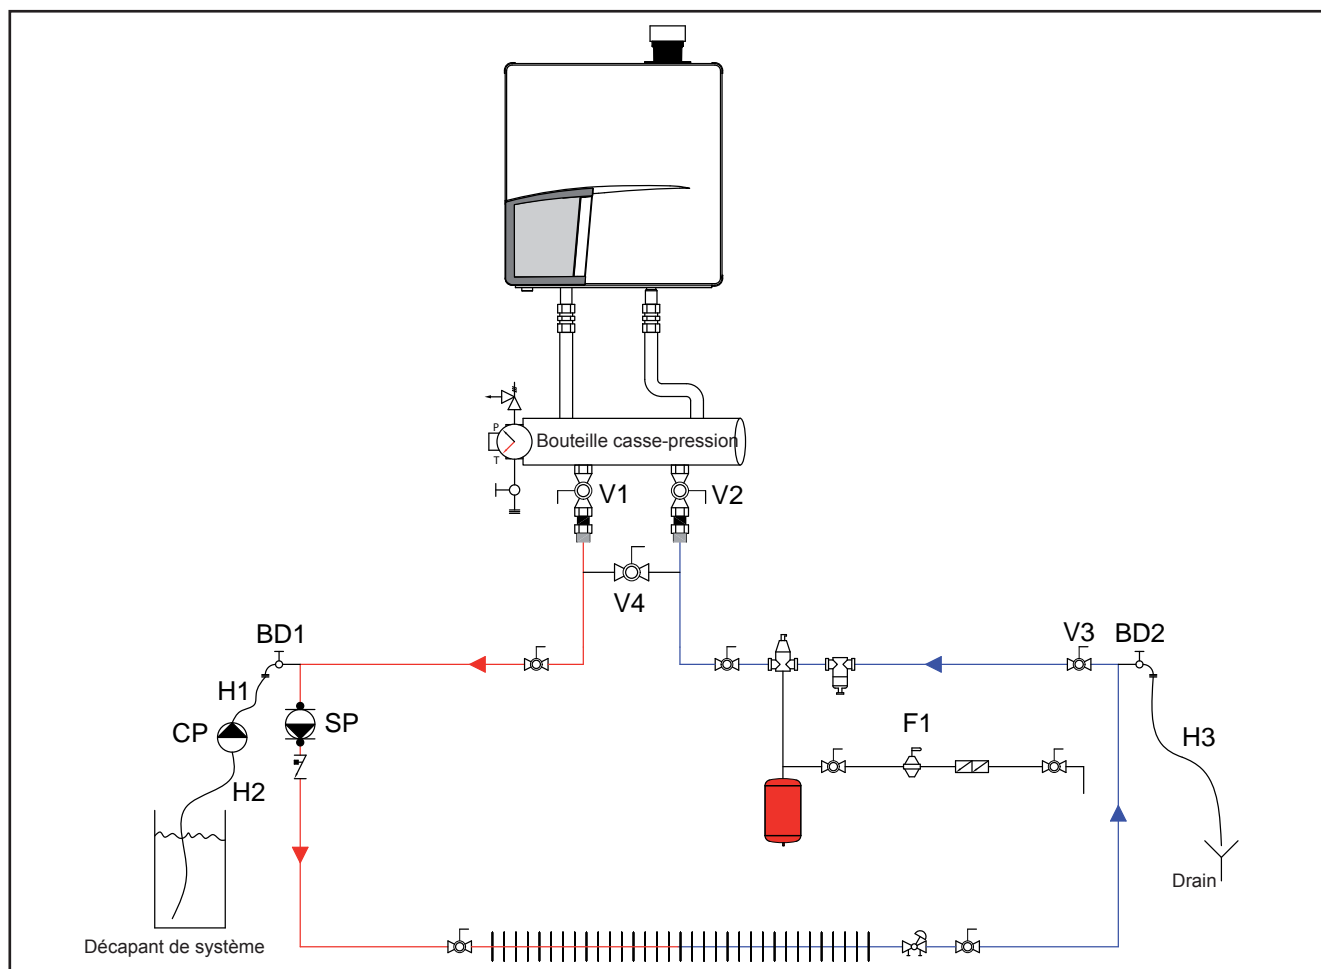 P
Bouteille casse-pression
T
V1
V2
V4
BD1
V3
BD2
H1
CP
SP
F1
H3
H2
Drain
Décapant de système